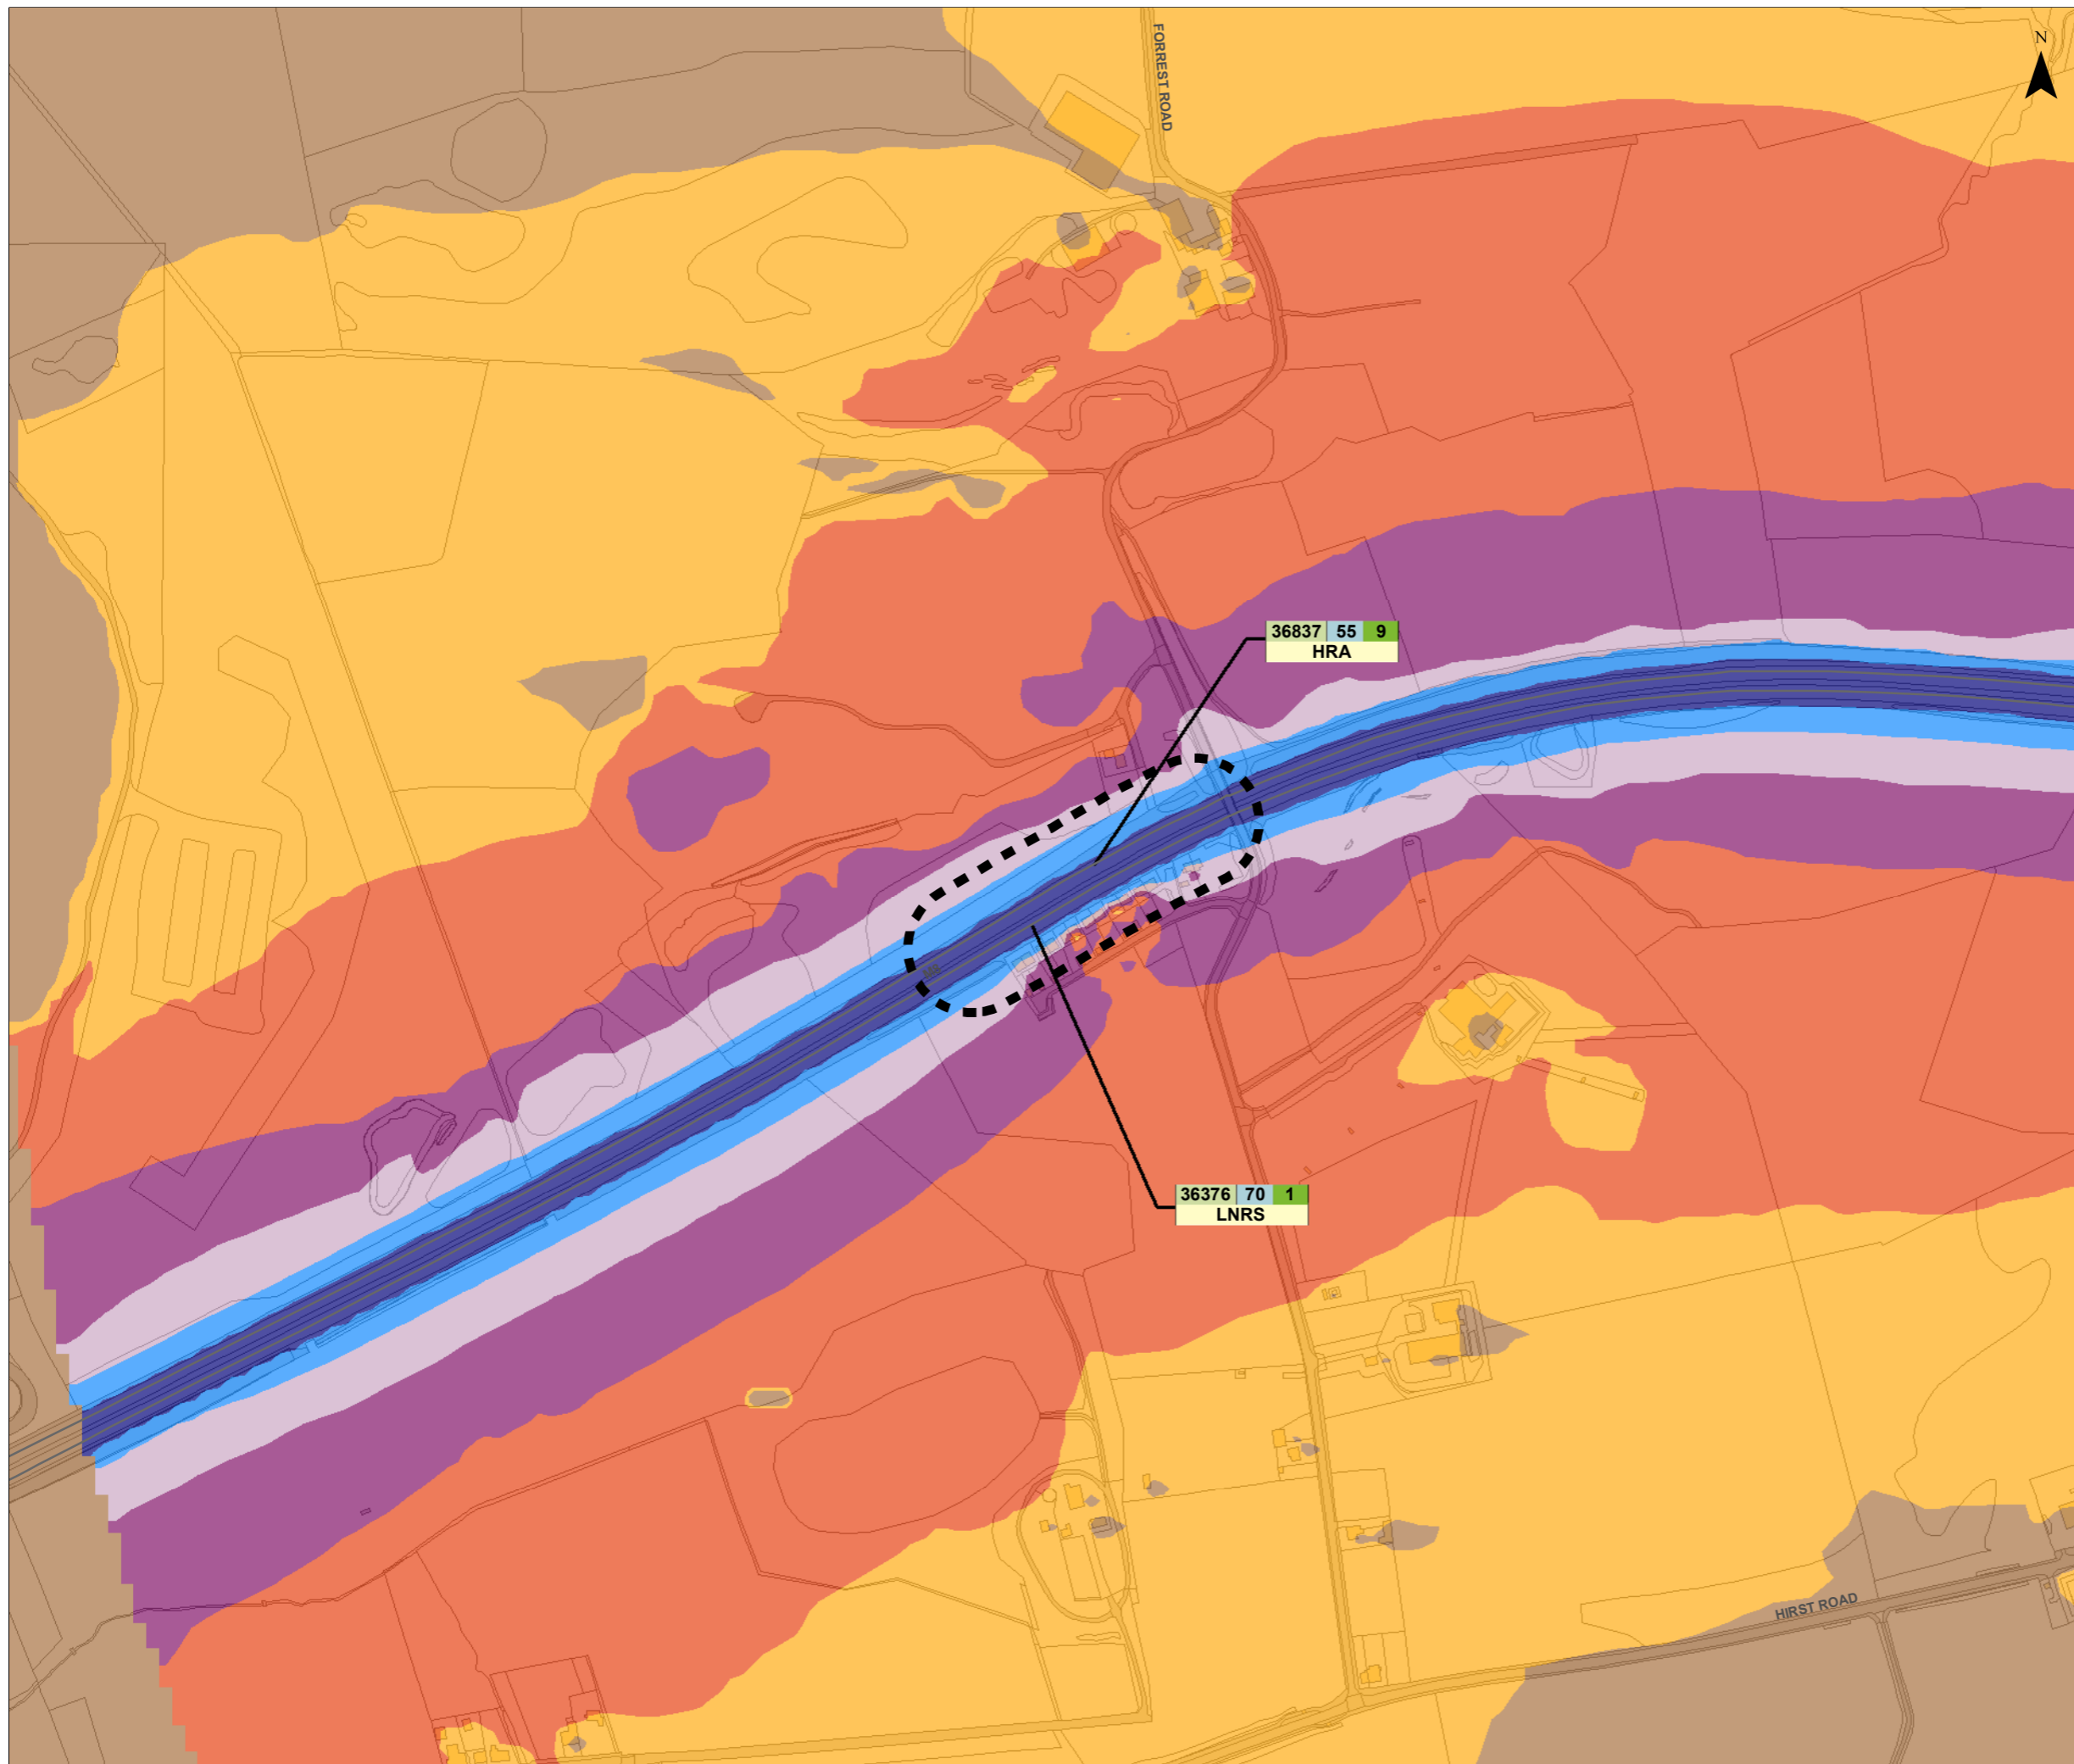 FORREST ROAD
N
36837 55 9
HRA
36376 70 1
LNRS
HIRST ROAD